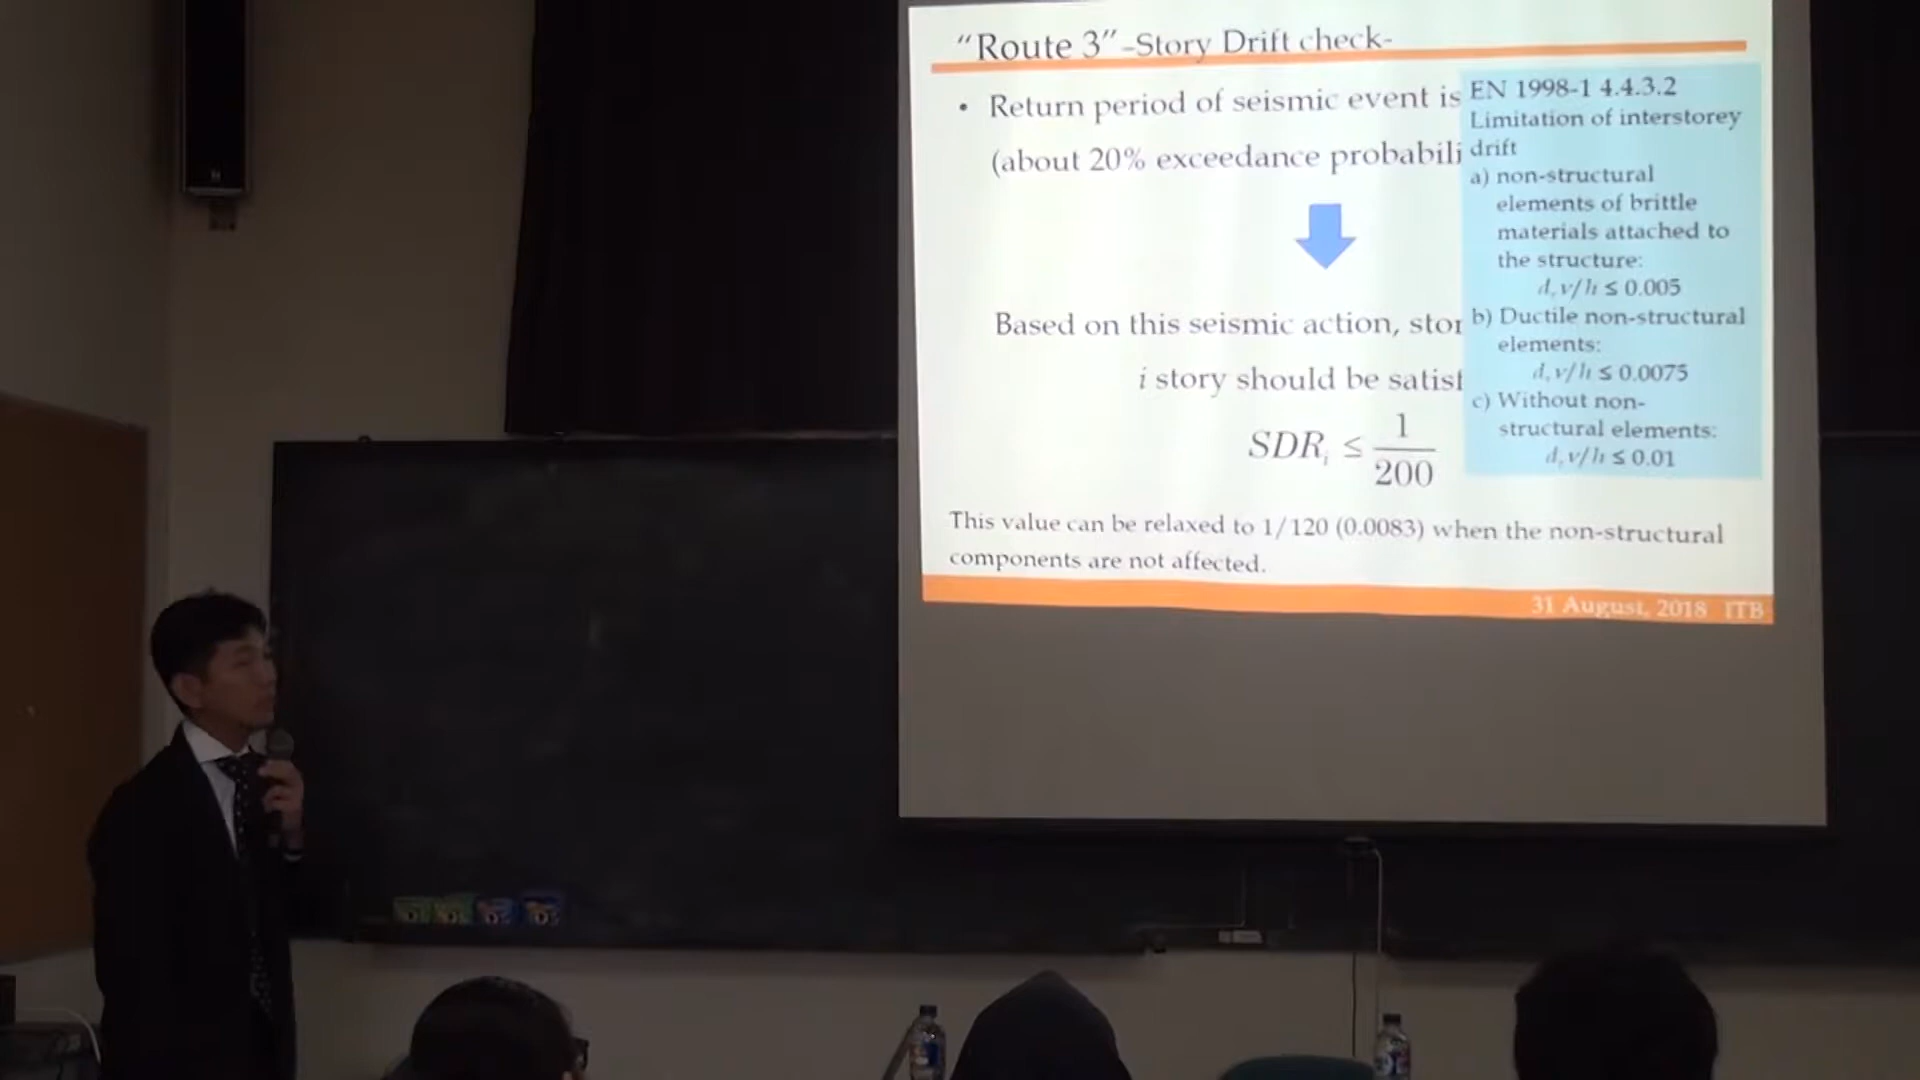 "Route 3" -Story Drift check-
• Return period of seismic event is
(about 20% exceedance probabili
Based on this seismic action, stor
i story should be satisf
SDRᵢ ≤ 1/200
This value can be relaxed to 1/120 (0.0083) when the non-structural
components are not affected.
EN 1998-1 4.4.3.2
Limitation of interstorey
drift
a) non-structural
elements of brittle
materials attached to
the structure:
dᵣν/h ≤ 0.005
b) Ductile non-structural
elements:
dᵣν/h ≤ 0.0075
c) Without non-
structural elements:
dᵣν/h ≤ 0.01
31 August, 2018 ITB